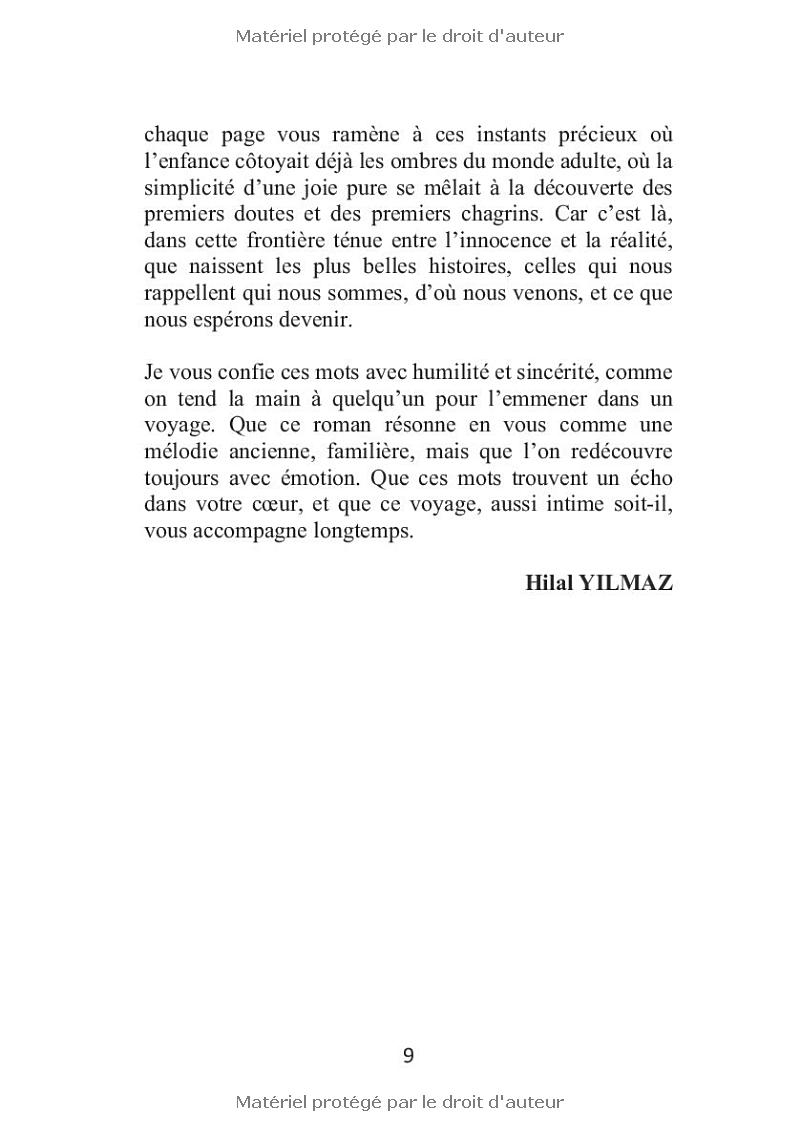 Matériel protégé par le droit d'auteur
chaque page vous ramène à ces instants précieux où
l’enfance côtoyait déjà les ombres du monde adulte, où la
simplicité d’une joie pure se mêlait à la découverte des
premiers doutes et des premiers chagrins. Car c’est là,
dans cette frontière ténue entre l’innocence et la réalité,
que naissent les plus belles histoires, celles qui nous
rappellent qui nous sommes, d’où nous venons, et ce que
nous espérons devenir.
Je vous confie ces mots avec humilité et sincérité, comme
on tend la main à quelqu’un pour l’emmener dans un
voyage. Que ce roman résonne en vous comme une
mélodie ancienne, familière, mais que l’on redécouvre
toujours avec émotion. Que ces mots trouvent un écho
dans votre cœur, et que ce voyage, aussi intime soit-il,
vous accompagne longtemps.
Hilal YILMAZ
9
Matériel protégé par le droit d'auteur